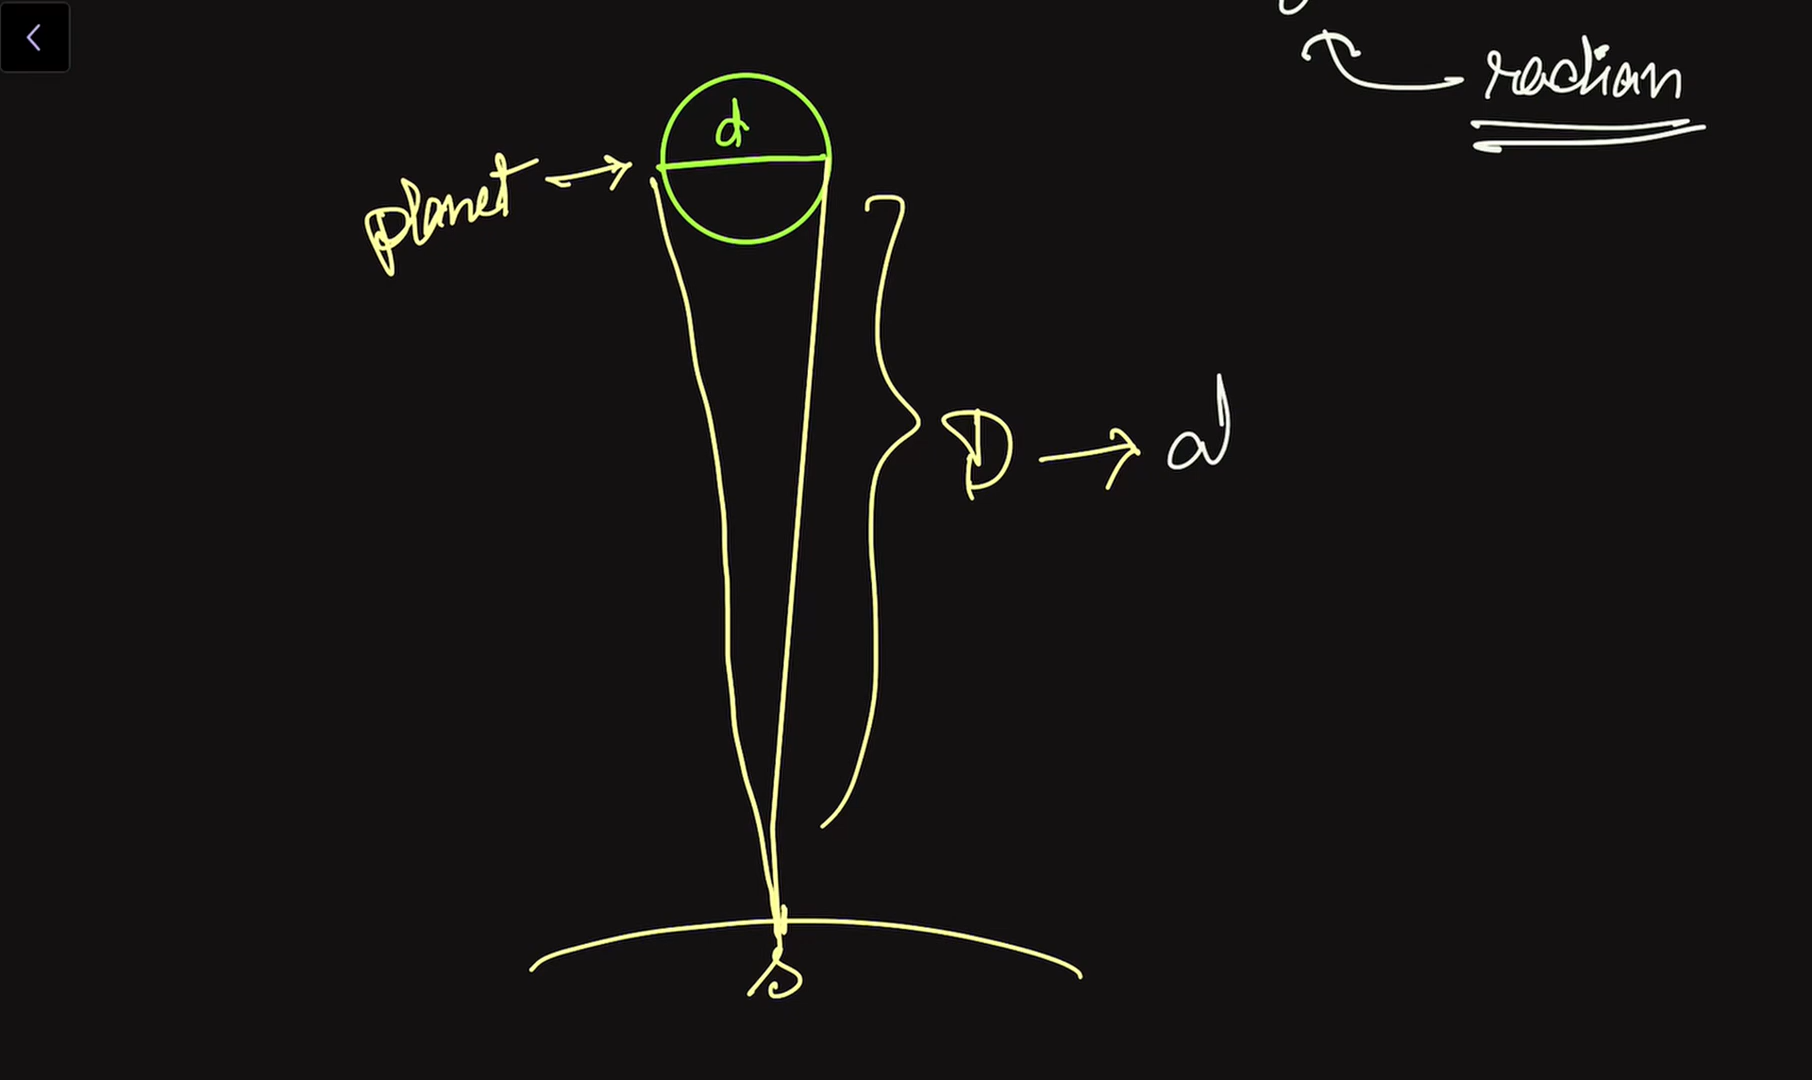 radian
d
planet
D → d
s